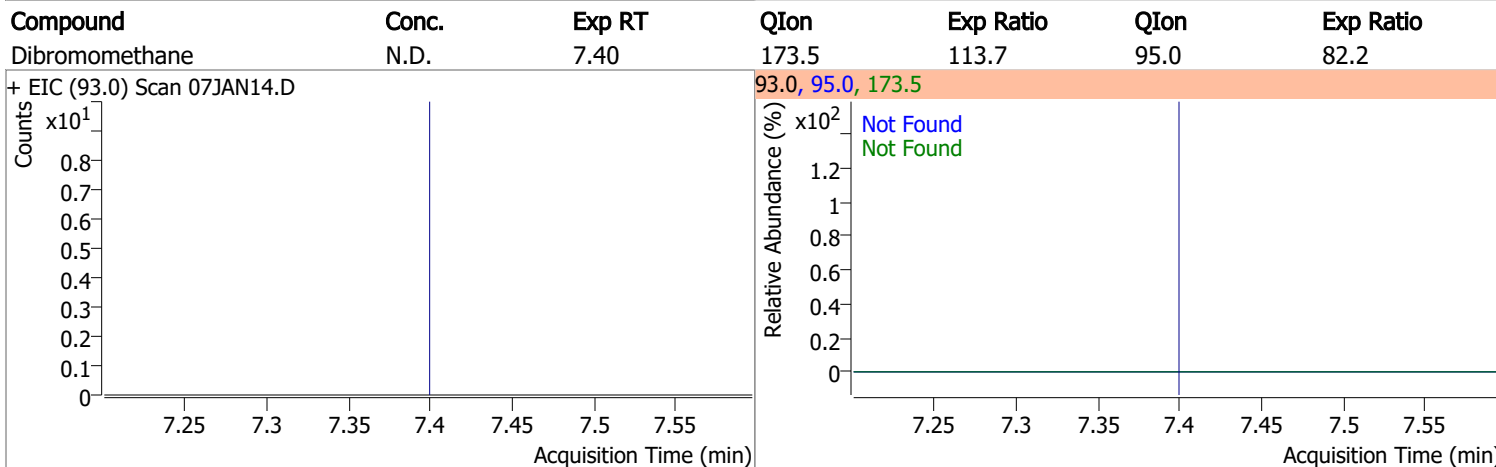 Compound Conc. Exp RT QIon Exp Ratio QIon Exp Ratio
Dibromomethane N.D. 7.40 173.5 113.7 95.0 82.2
+ EIC (93.0) Scan 07JAN14.D
Counts
x10¹
0.8
0.7
0.6
0.5
0.4
0.3
0.2
0.1
0
7.25 7.3 7.35 7.4 7.45 7.5 7.55
Acquisition Time (min)
93.0, 95.0, 173.5
Relative Abundance (%)
x10²
Not Found
Not Found
1.2
1
0.8
0.6
0.4
0.2
0
7.25 7.3 7.35 7.4 7.45 7.5 7.55
Acquisition Time (min)